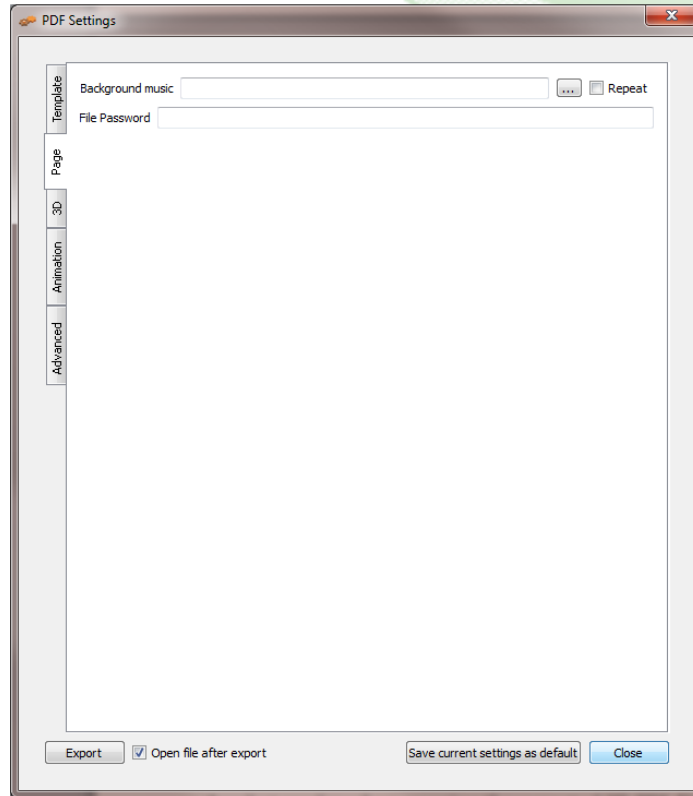 PDF Settings
Template
Page
3D
Animation
Advanced
Background music ... Repeat
File Password
Export Open file after export Save current settings as default Close